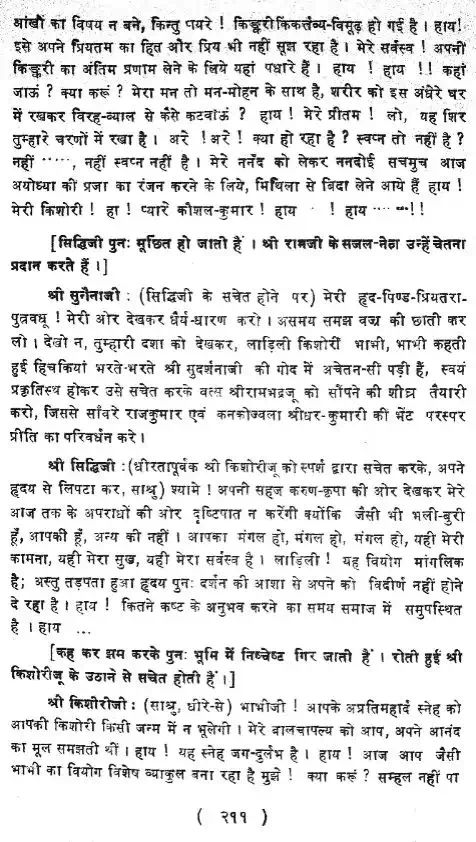 आंखों का विषय न बने, किन्तु प्यारे ! किङ्करी किंकर्तव्य-विमूढ़ हो गई है । हाय!
इसे अपने प्रियतम का हित और प्रिय भी नहीं सूझ रहा है । मेरे सर्वस्व ! अपनी
किङ्करी का अंतिम प्रणाम लेने के लिये यहां पधारे हैं । हाय ! हाय !! कहां
जाऊं ? क्या करूं ? मेरा मन तो मन-मोहन के साथ है, शरीर को इस अंधेरे घर
में रखकर विरह-व्याल से कैसे कटवाऊं ? हाय ! मेरे प्रीतम ! लो, यह शिर
तुम्हारे चरणों में रखा है । अरे ! अरे ! क्या हो रहा है ? स्वप्न तो नहीं है ?
नहीं ....., नहीं स्वप्न नहीं है । मेरे ननँद को लेकर ननदोई सचमुच आज
अयोध्या की प्रजा का रंजन करने के लिये, मिथिला से बिदा लेने आये हैं हाय !
मेरी किशोरी ! हा ! प्यारे कौशल-कुमार ! हाय ! हाय .....!!
[सिद्धिजी पुनः मूर्छित हो जाती हैं । श्री रामजी के सजल-नेत्र उन्हें चेतना
प्रदान करते हैं ।]
श्री सुनैनाजी : (सिद्धिजी के सचेत होने पर) मेरी हृद-पिण्ड-प्रियतरा-
पुत्रवधू ! मेरी ओर देखकर धैर्य-धारण करो । असमय समझ वज्र की छाती कर
लो । देखो न, तुम्हारी दशा को देखकर, लाड़िली किशोरी भाभी, भाभी कहती
हुई हिचकियां भरते-भरते श्री सुदर्शनाजी की गोद में अचेतन-सी पड़ी हैं, स्वयं
प्रकृतिस्थ होकर उसे सचेत करके वत्स श्रीरामभद्रजू को सौंपने की शीघ्र तैयारी
करो, जिससे साँवरे राजकुमार एवं कनकोज्वला श्रीधर-कुमारी की भेंट परस्पर
प्रीति का परिवर्धन करे ।
श्री सिद्धिजी : (धीरतापूर्वक श्री किशोरीजू को स्पर्श द्वारा सचेत करके, अपने
हृदय से लिपटा कर, साश्रु) श्यामे ! अपनी सहज करुण-कृपा की ओर देखकर मेरे
आज तक के अपराधों की ओर दृष्टिपात न करेंगी क्योंकि जैसी भी भली-बुरी
हूँ, आपकी हूँ, अन्य की नहीं । आपका मंगल हो, मंगल हो, मंगल हो, यही मेरी
कामना, यही मेरा सुख, यही मेरा सर्वस्व है । लाड़िली ! यह वियोग मांगलिक
है; अस्तु तड़पता हुआ हृदय पुनः दर्शन की आशा से अपने को विदीर्ण नहीं होने
दे रहा है । हाय ! कितने कष्ट के अनुभव करने का समय समाज में समुपस्थित
है । हाय ...
[कह कर झम करके पुनः भूमि में निश्चेष्ट गिर जाती हैं । रोती हुई श्री
किशोरीजू के उठाने से सचेत होती हैं ।]
श्री किशोरीजी : (साश्रु, धीरे-से) भाभीजी ! आपके अप्रतिमहार्द स्नेह को
आपकी किशोरी किसी जन्म में न भूलेगी । मेरे बालचापल्य को आप, अपने आनंद
का मूल समझती थीं । हाय ! यह स्नेह जग-दुर्लभ है । हाय ! आज आप जैसी
भाभी का वियोग विशेष व्याकुल बना रहा है मुझे ! क्या करूं ? सम्हल नहीं पा
( २११ )